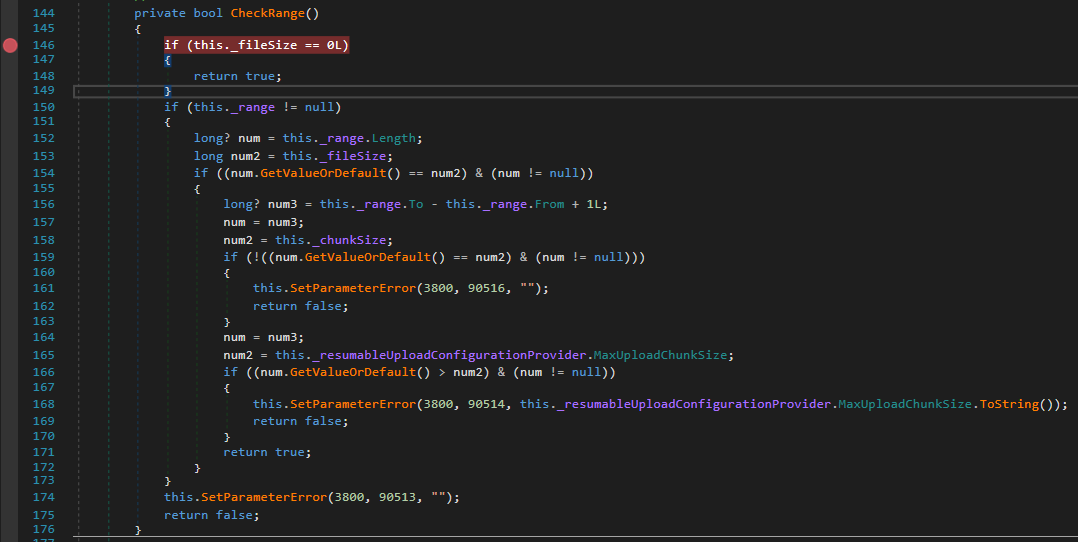 144 private bool CheckRange()
145 {
146 if (this._fileSize == 0L)
147 {
148 return true;
149 }
150 if (this._range != null)
151 {
152 long? num = this._range.Length;
153 long num2 = this._fileSize;
154 if ((num.GetValueOrDefault() == num2) & (num != null))
155 {
156 long? num3 = this._range.To - this._range.From + 1L;
157 num = num3;
158 num2 = this._chunkSize;
159 if (!((num.GetValueOrDefault() == num2) & (num != null)))
160 {
161 this.SetParameterError(3800, 90516, "");
162 return false;
163 }
164 num = num3;
165 num2 = this._resumableUploadConfigurationProvider.MaxUploadChunkSize;
166 if ((num.GetValueOrDefault() > num2) & (num != null))
167 {
168 this.SetParameterError(3800, 90514, this._resumableUploadConfigurationProvider.MaxUploadChunkSize.ToString());
169 return false;
170 }
171 return true;
172 }
173 }
174 this.SetParameterError(3800, 90513, "");
175 return false;
176 }